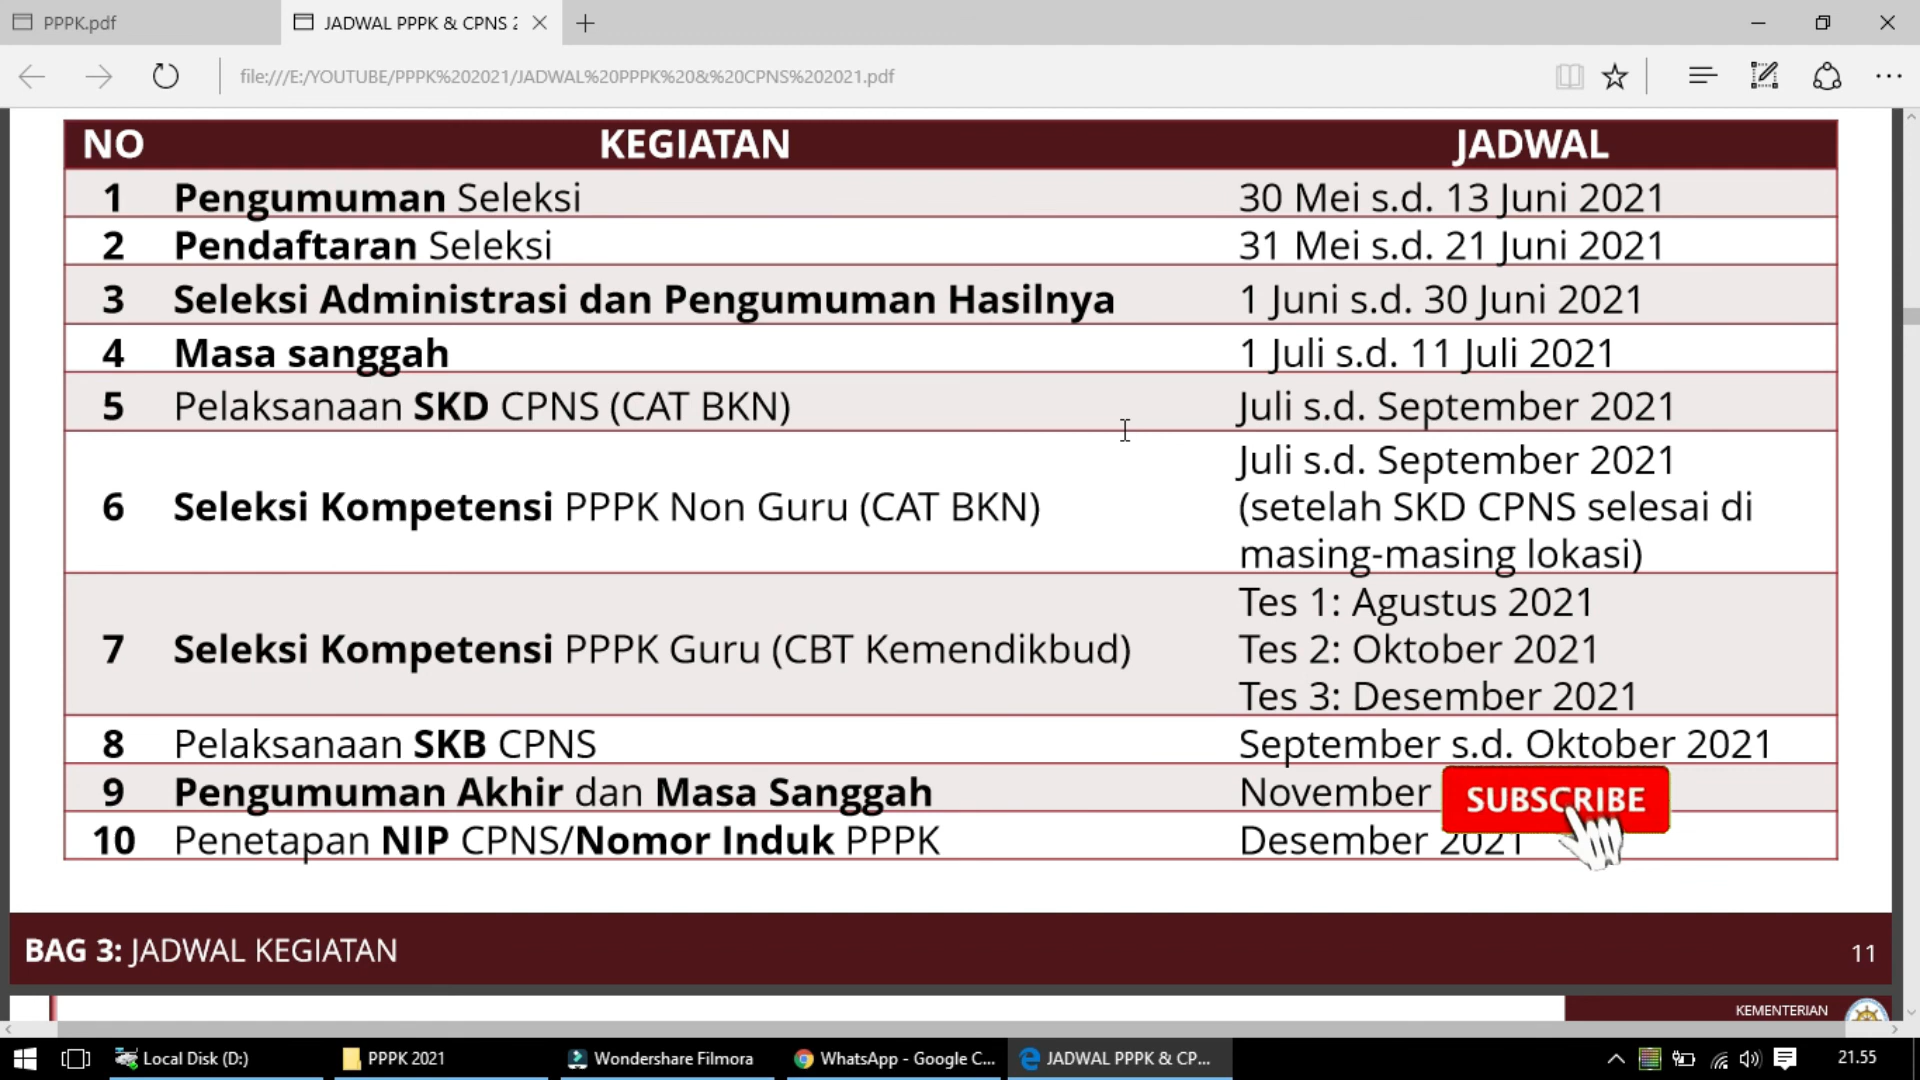 PPPK.pdf
JADWAL PPPK & CPNS 2
file:///E:/YOUTUBE/PPPK%202021/JADWAL%20PPPK%20&%20CPNS%202021.pdf
NO KEGIATAN JADWAL
1 Pengumuman Seleksi 30 Mei s.d. 13 Juni 2021
2 Pendaftaran Seleksi 31 Mei s.d. 21 Juni 2021
3 Seleksi Administrasi dan Pengumuman Hasilnya 1 Juni s.d. 30 Juni 2021
4 Masa sanggah 1 Juli s.d. 11 Juli 2021
5 Pelaksanaan SKD CPNS (CAT BKN) Juli s.d. September 2021
6 Seleksi Kompetensi PPPK Non Guru (CAT BKN) Juli s.d. September 2021
(setelah SKD CPNS selesai di
masing-masing lokasi)
7 Seleksi Kompetensi PPPK Guru (CBT Kemendikbud) Tes 1: Agustus 2021
Tes 2: Oktober 2021
Tes 3: Desember 2021
8 Pelaksanaan SKB CPNS September s.d. Oktober 2021
9 Pengumuman Akhir dan Masa Sanggah November
SUBSCRIBE
10 Penetapan NIP CPNS/Nomor Induk PPPK Desember 2021
BAG 3: JADWAL KEGIATAN 11
KEMENTERIAN
Local Disk (D:)
PPPK 2021
Wondershare Filmora
WhatsApp - Google C...
JADWAL PPPK & CP...
21.55